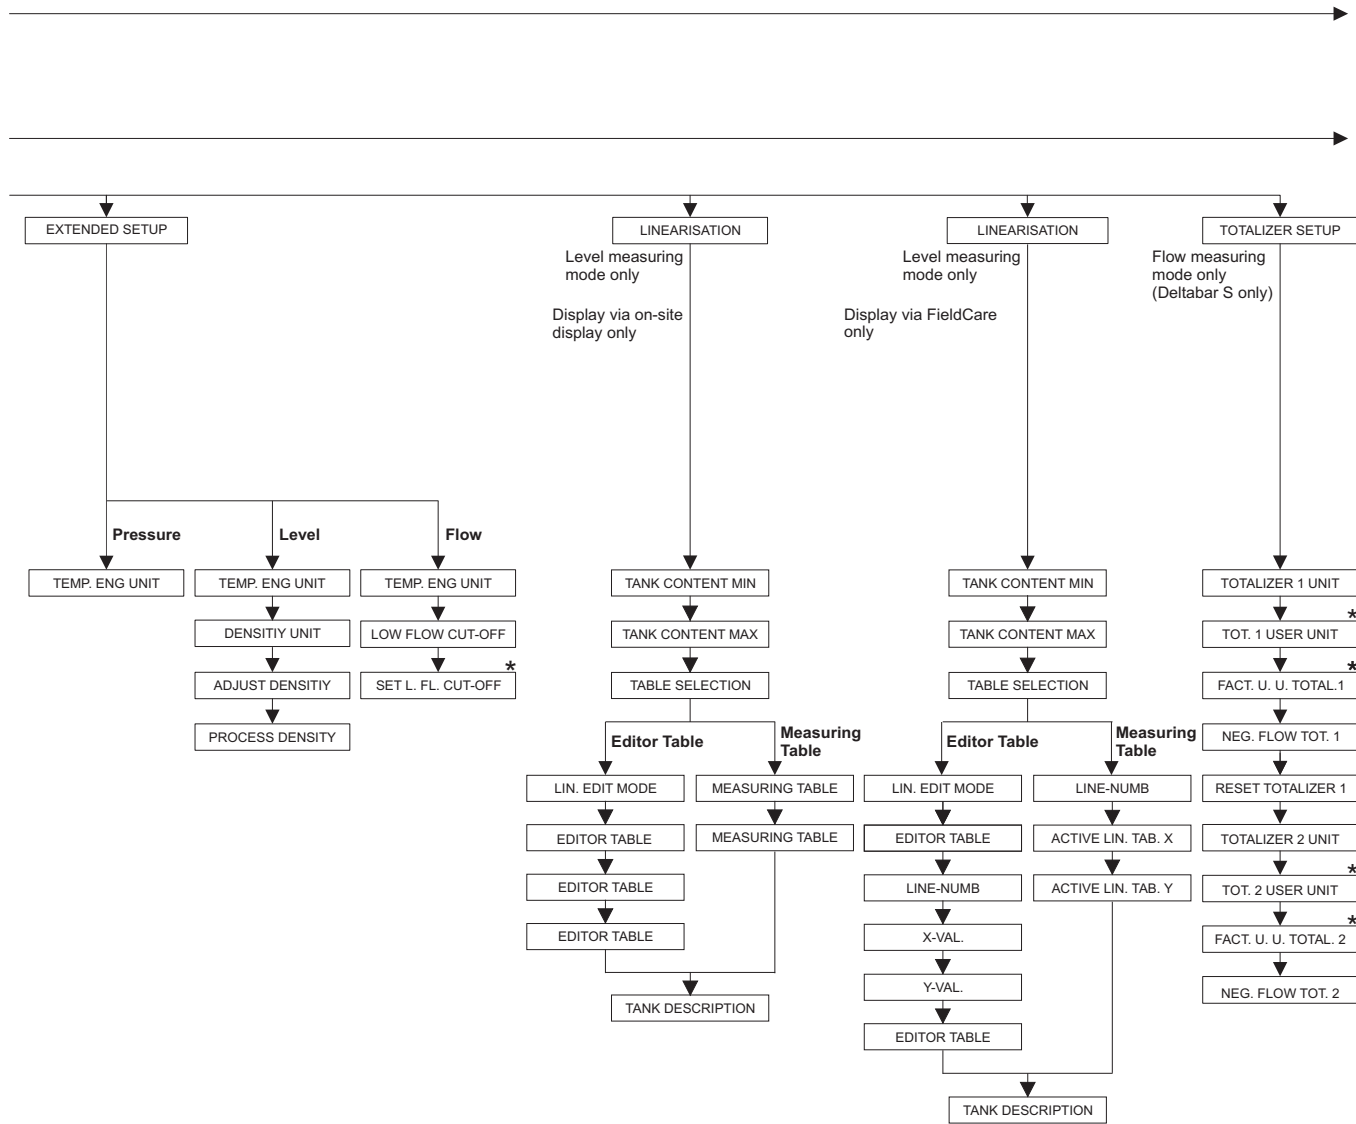 EXTENDED SETUP
Pressure
Level
Flow
TEMP. ENG UNIT
TEMP. ENG UNIT
DENSITIY UNIT
ADJUST DENSITIY
PROCESS DENSITY
TEMP. ENG UNIT
LOW FLOW CUT-OFF
*
SET L. FL. CUT-OFF
LINEARISATION
Level measuring
mode only
Display via on-site
display only
TANK CONTENT MIN
TANK CONTENT MAX
TABLE SELECTION
Editor Table
Measuring
Table
LIN. EDIT MODE
EDITOR TABLE
EDITOR TABLE
EDITOR TABLE
MEASURING TABLE
MEASURING TABLE
TANK DESCRIPTION
LINEARISATION
Level measuring
mode only
Display via FieldCare
only
TANK CONTENT MIN
TANK CONTENT MAX
TABLE SELECTION
Editor Table
Measuring
Table
LIN. EDIT MODE
EDITOR TABLE
LINE-NUMB
X-VAL.
Y-VAL.
EDITOR TABLE
LINE-NUMB
ACTIVE LIN. TAB. X
ACTIVE LIN. TAB. Y
TANK DESCRIPTION
TOTALIZER SETUP
Flow measuring
mode only
(Deltabar S only)
TOTALIZER 1 UNIT
*
TOT. 1 USER UNIT
*
FACT. U. U. TOTAL.1
NEG. FLOW TOT. 1
RESET TOTALIZER 1
TOTALIZER 2 UNIT
*
TOT. 2 USER UNIT
*
FACT. U. U. TOTAL. 2
NEG. FLOW TOT. 2